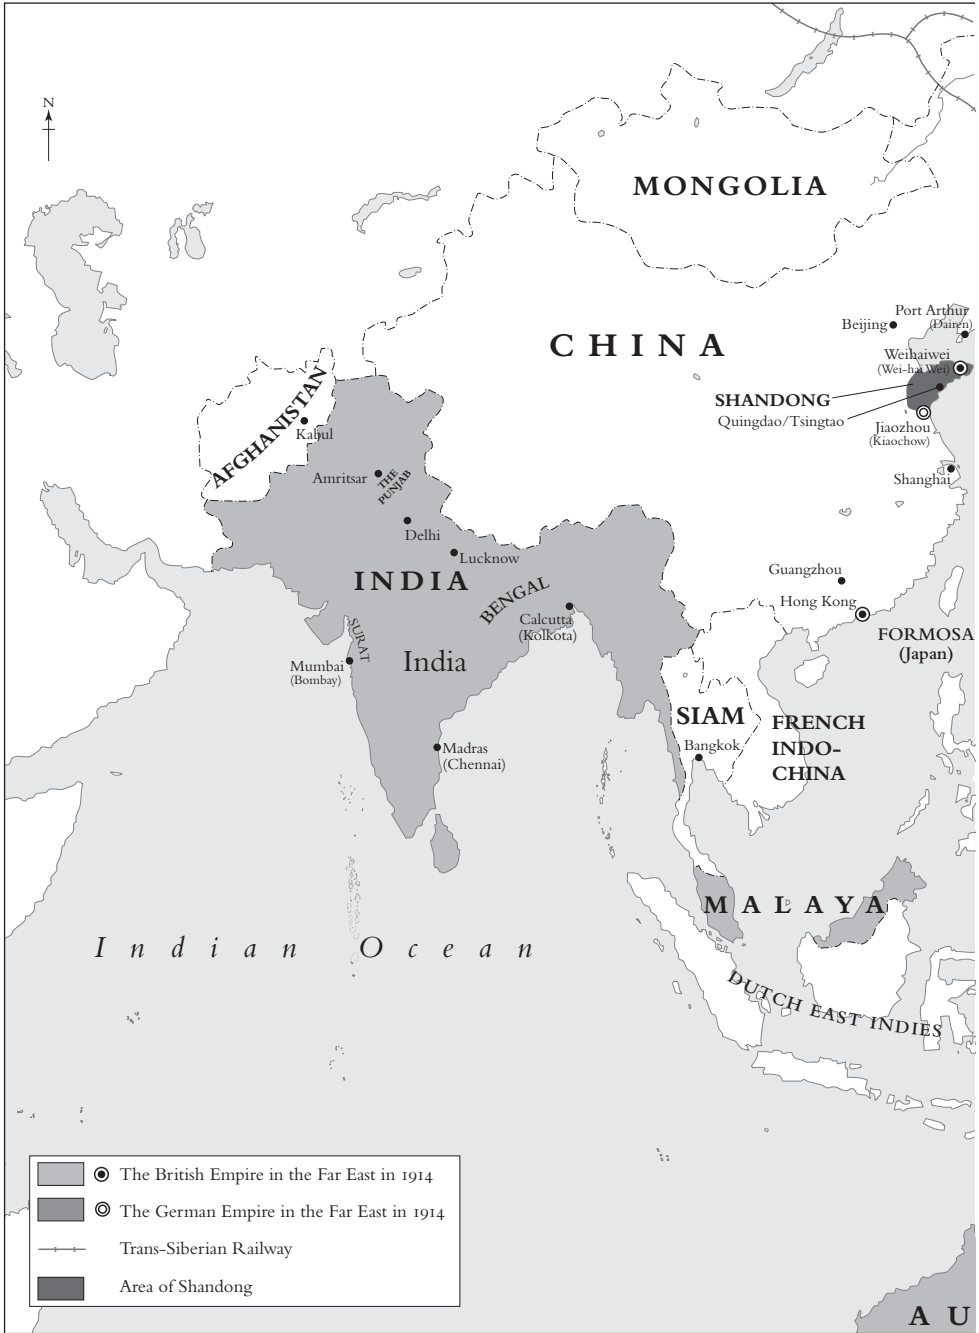 N
MONGOLIA
CHINA
Port Arthur
(Dairen)
Beijing
Weihaiwei
(Wei-hai Wei)
SHANDONG
Quingdao/Tsingtao
Jiaozhou
(Kiaochow)
AFGHANISTAN
Kabul
Amritsar
THE
PUNJAB
Shanghai
Delhi
Lucknow
INDIA
BENGAL
Guangzhou
Hong Kong
Calcutta
(Kolkota)
SURAT
FORMOSA
(Japan)
Mumbai
(Bombay)
India
SIAM
FRENCH
INDO-
CHINA
Bangkok
Madras
(Chennai)
MALAYA
Indian Ocean
DUTCH EAST INDIES
The British Empire in the Far East in 1914
The German Empire in the Far East in 1914
Trans-Siberian Railway
Area of Shandong
A U